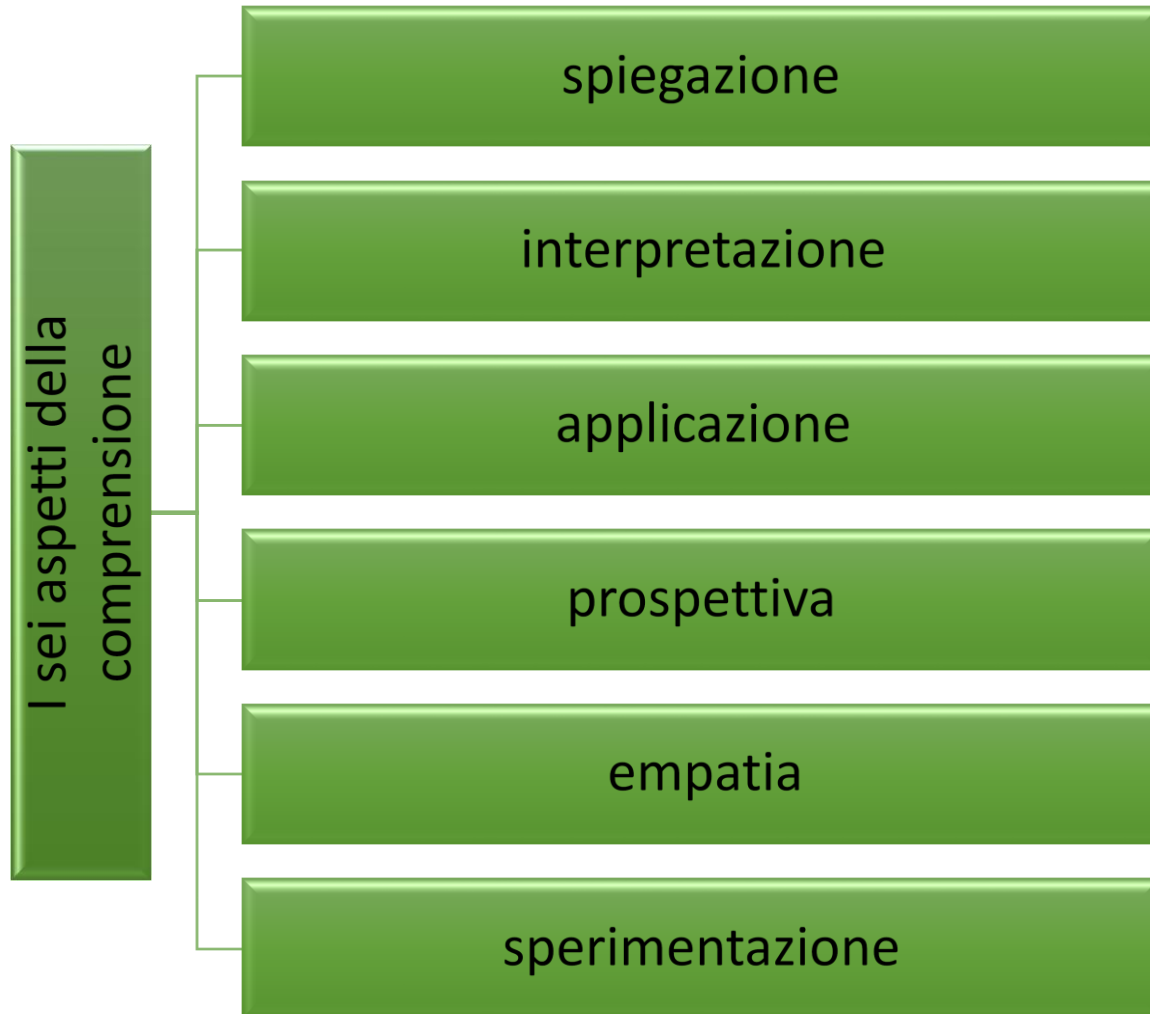 I sei aspetti della
comprensione
spiegazione
interpretazione
applicazione
prospettiva
empatia
sperimentazione